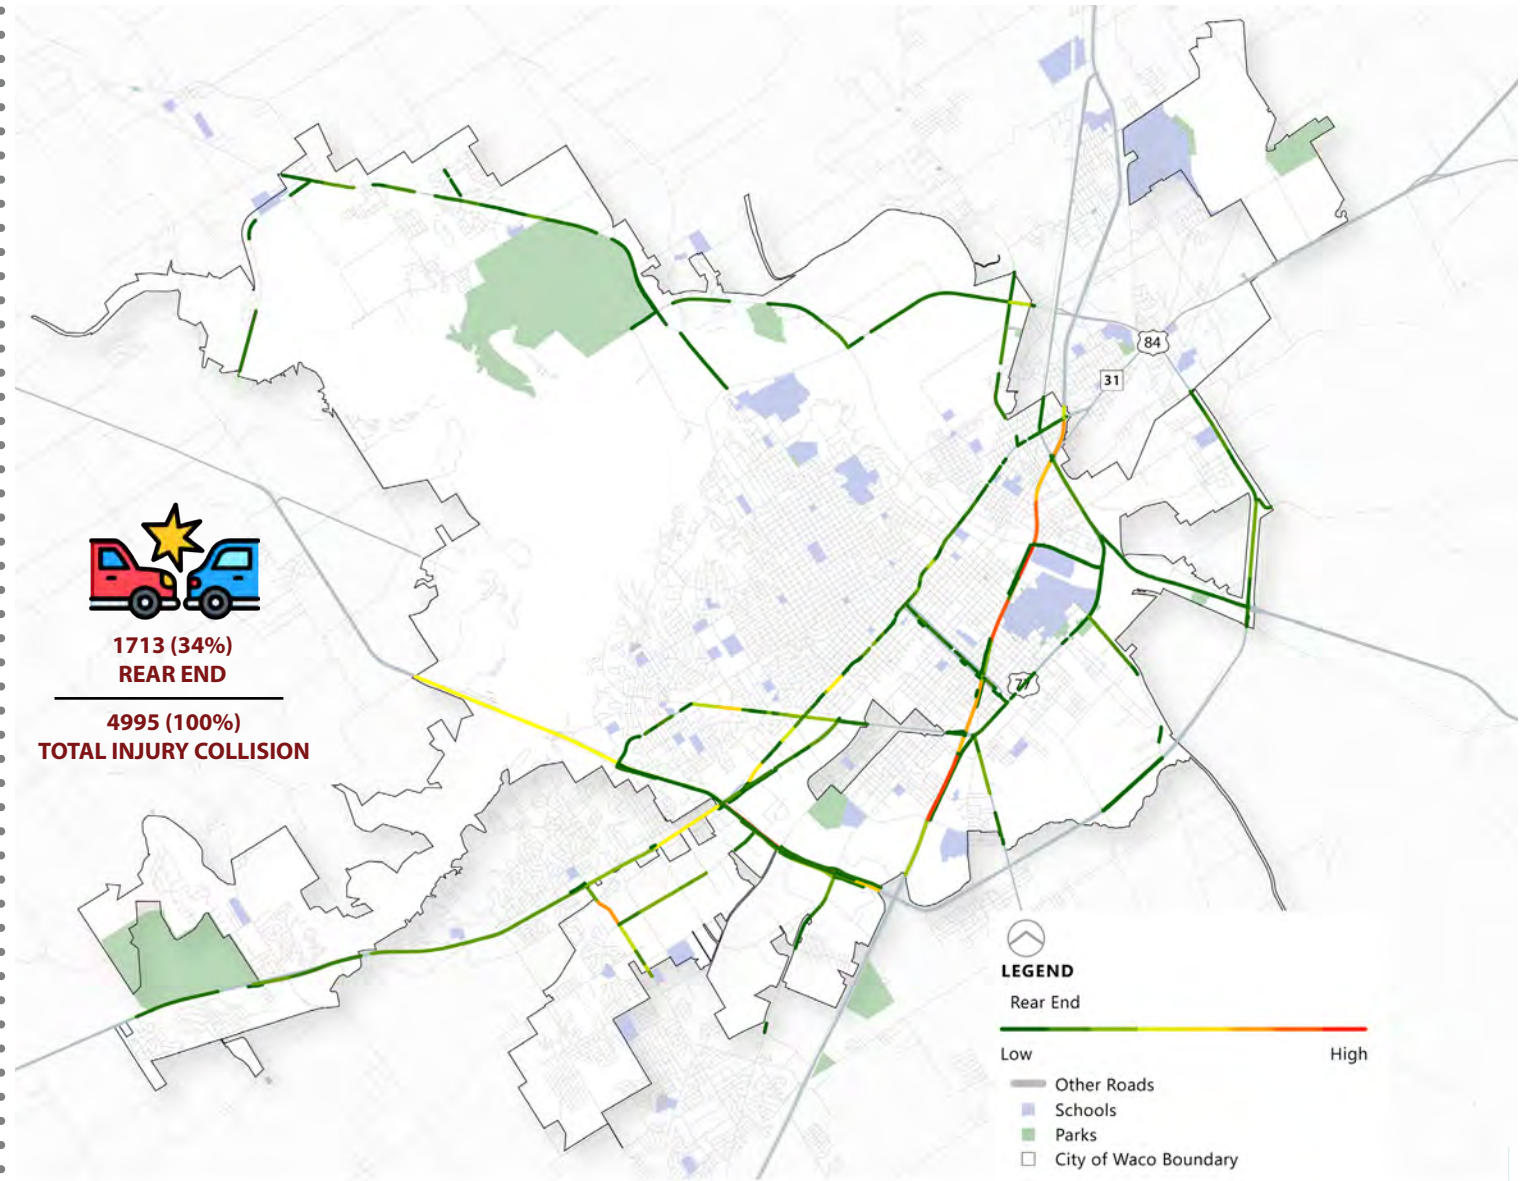 84
31
77
1713 (34%)
REAR END
4995 (100%)
TOTAL INJURY COLLISION
LEGEND
Rear End
Low
High
Other Roads
Schools
Parks
City of Waco Boundary